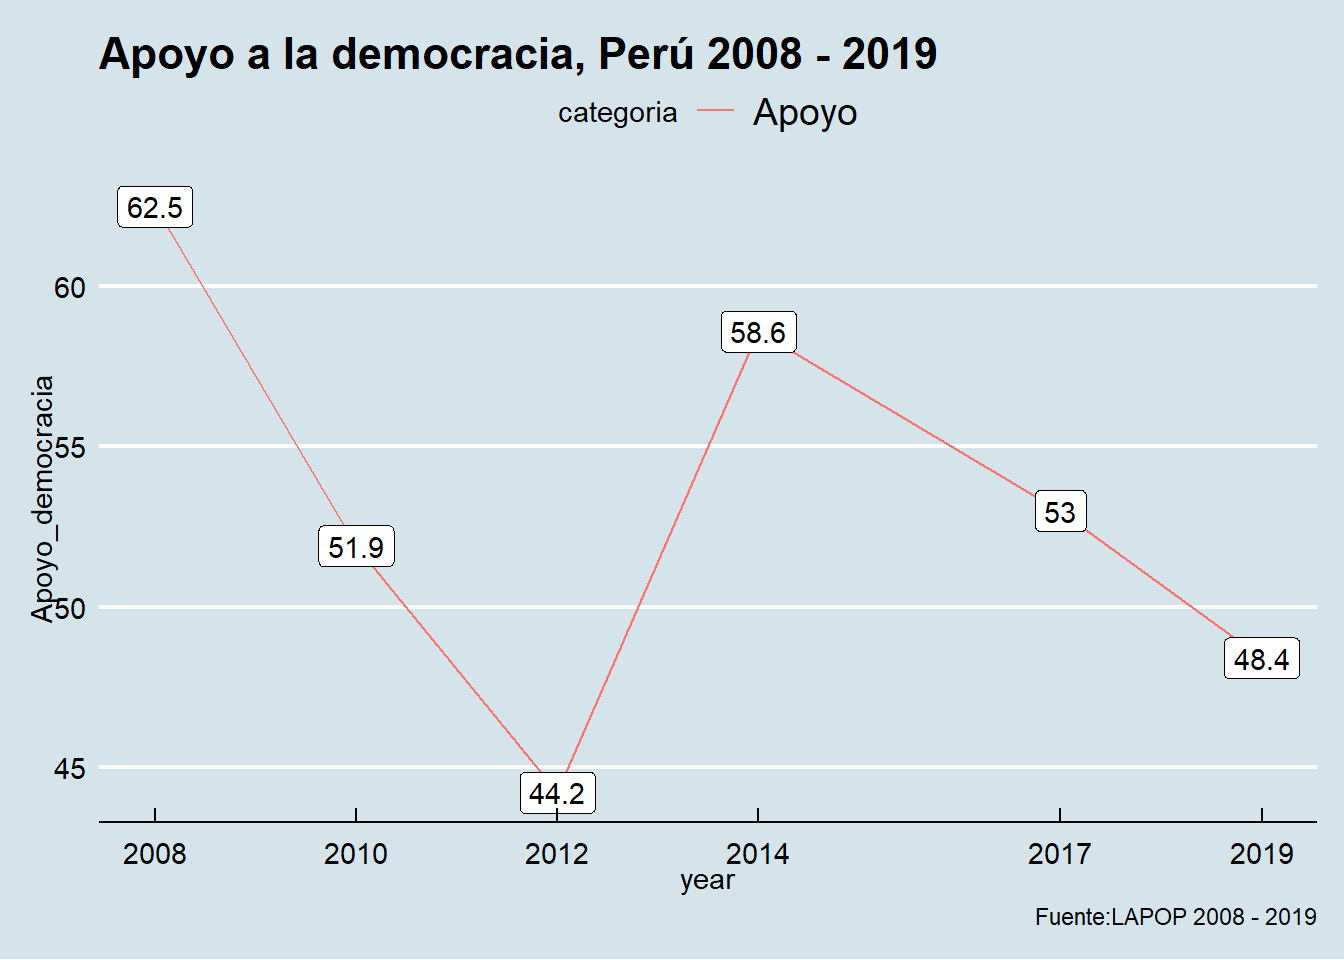 Apoyo a la democracia, Perú 2008 - 2019
categoria Apoyo
62.5
60
58.6
55
53
51.9
50
48.4
45
44.2
Apoyo_democracia
2008 2010 2012 2014 2017 2019
year
Fuente:LAPOP 2008 - 2019